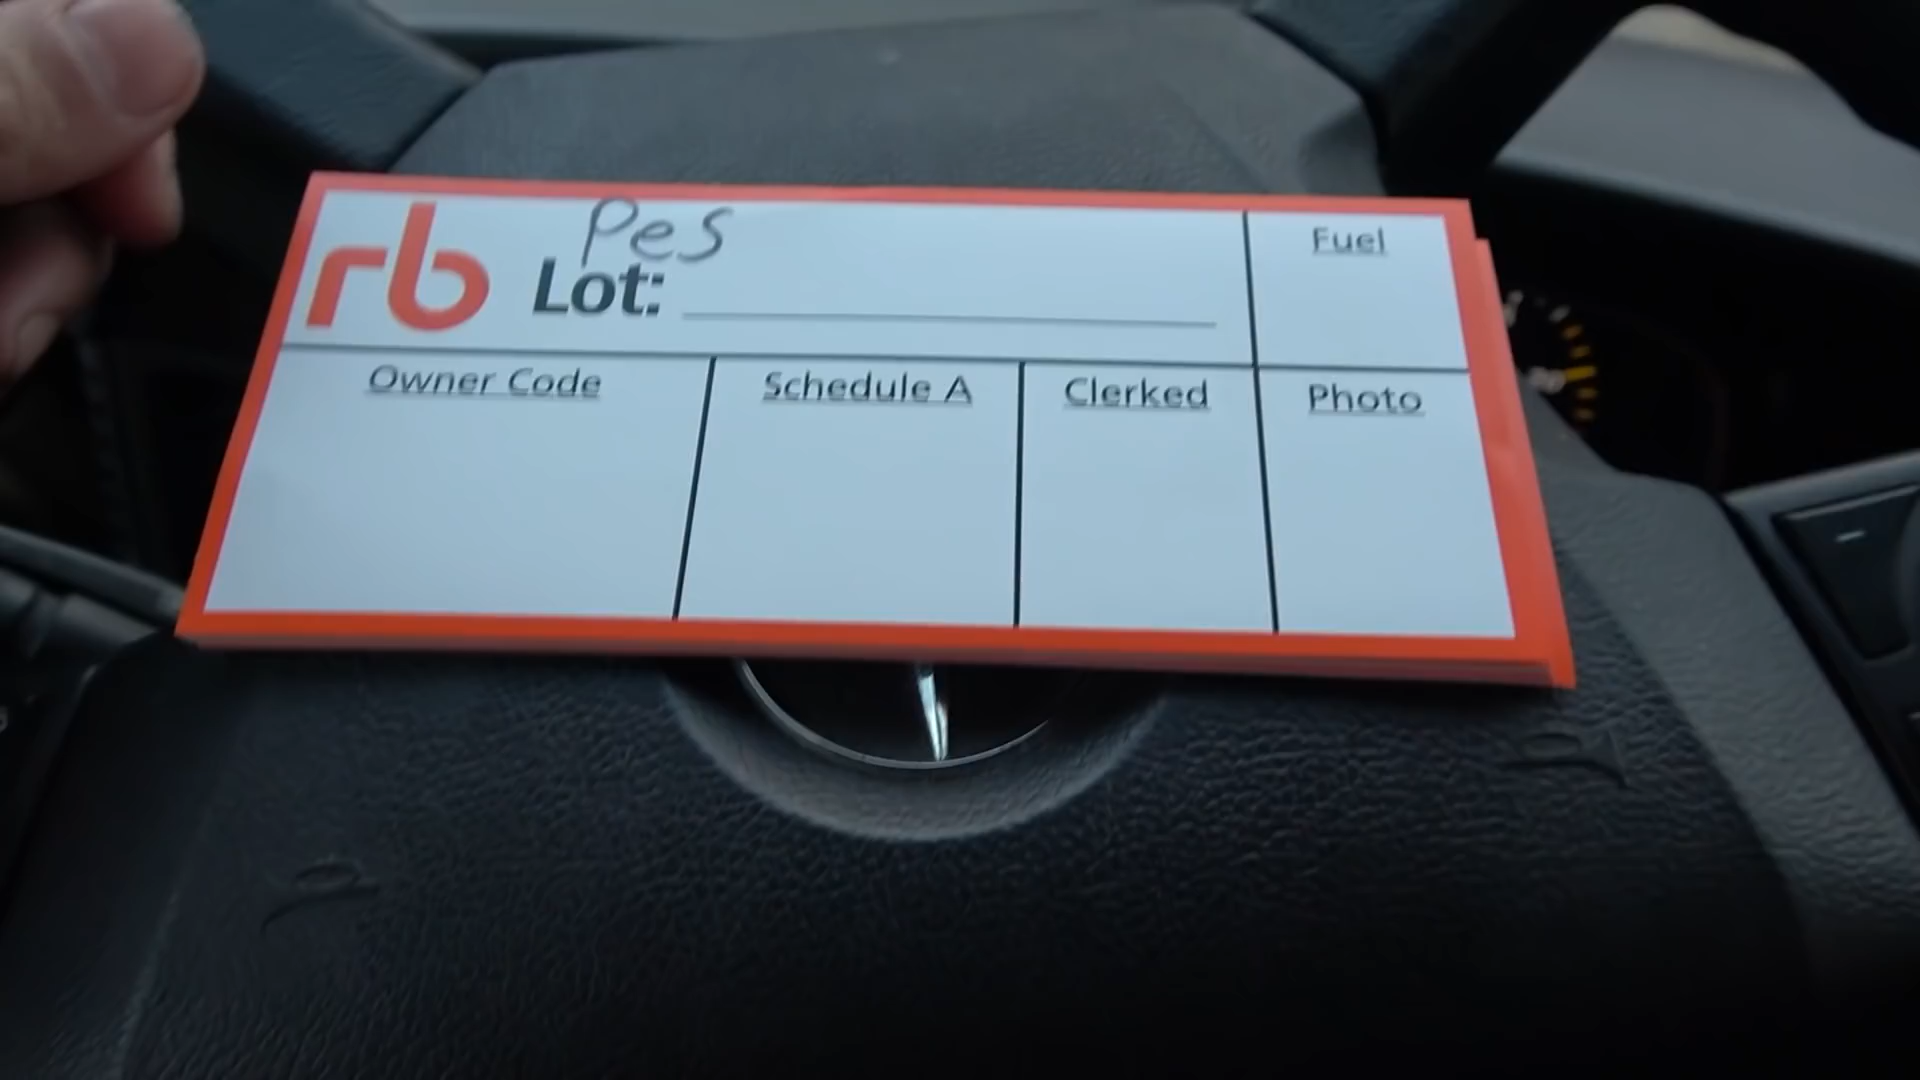 Pes
rb Lot:
Fuel
Owner Code
Schedule A
Clerked
Photo